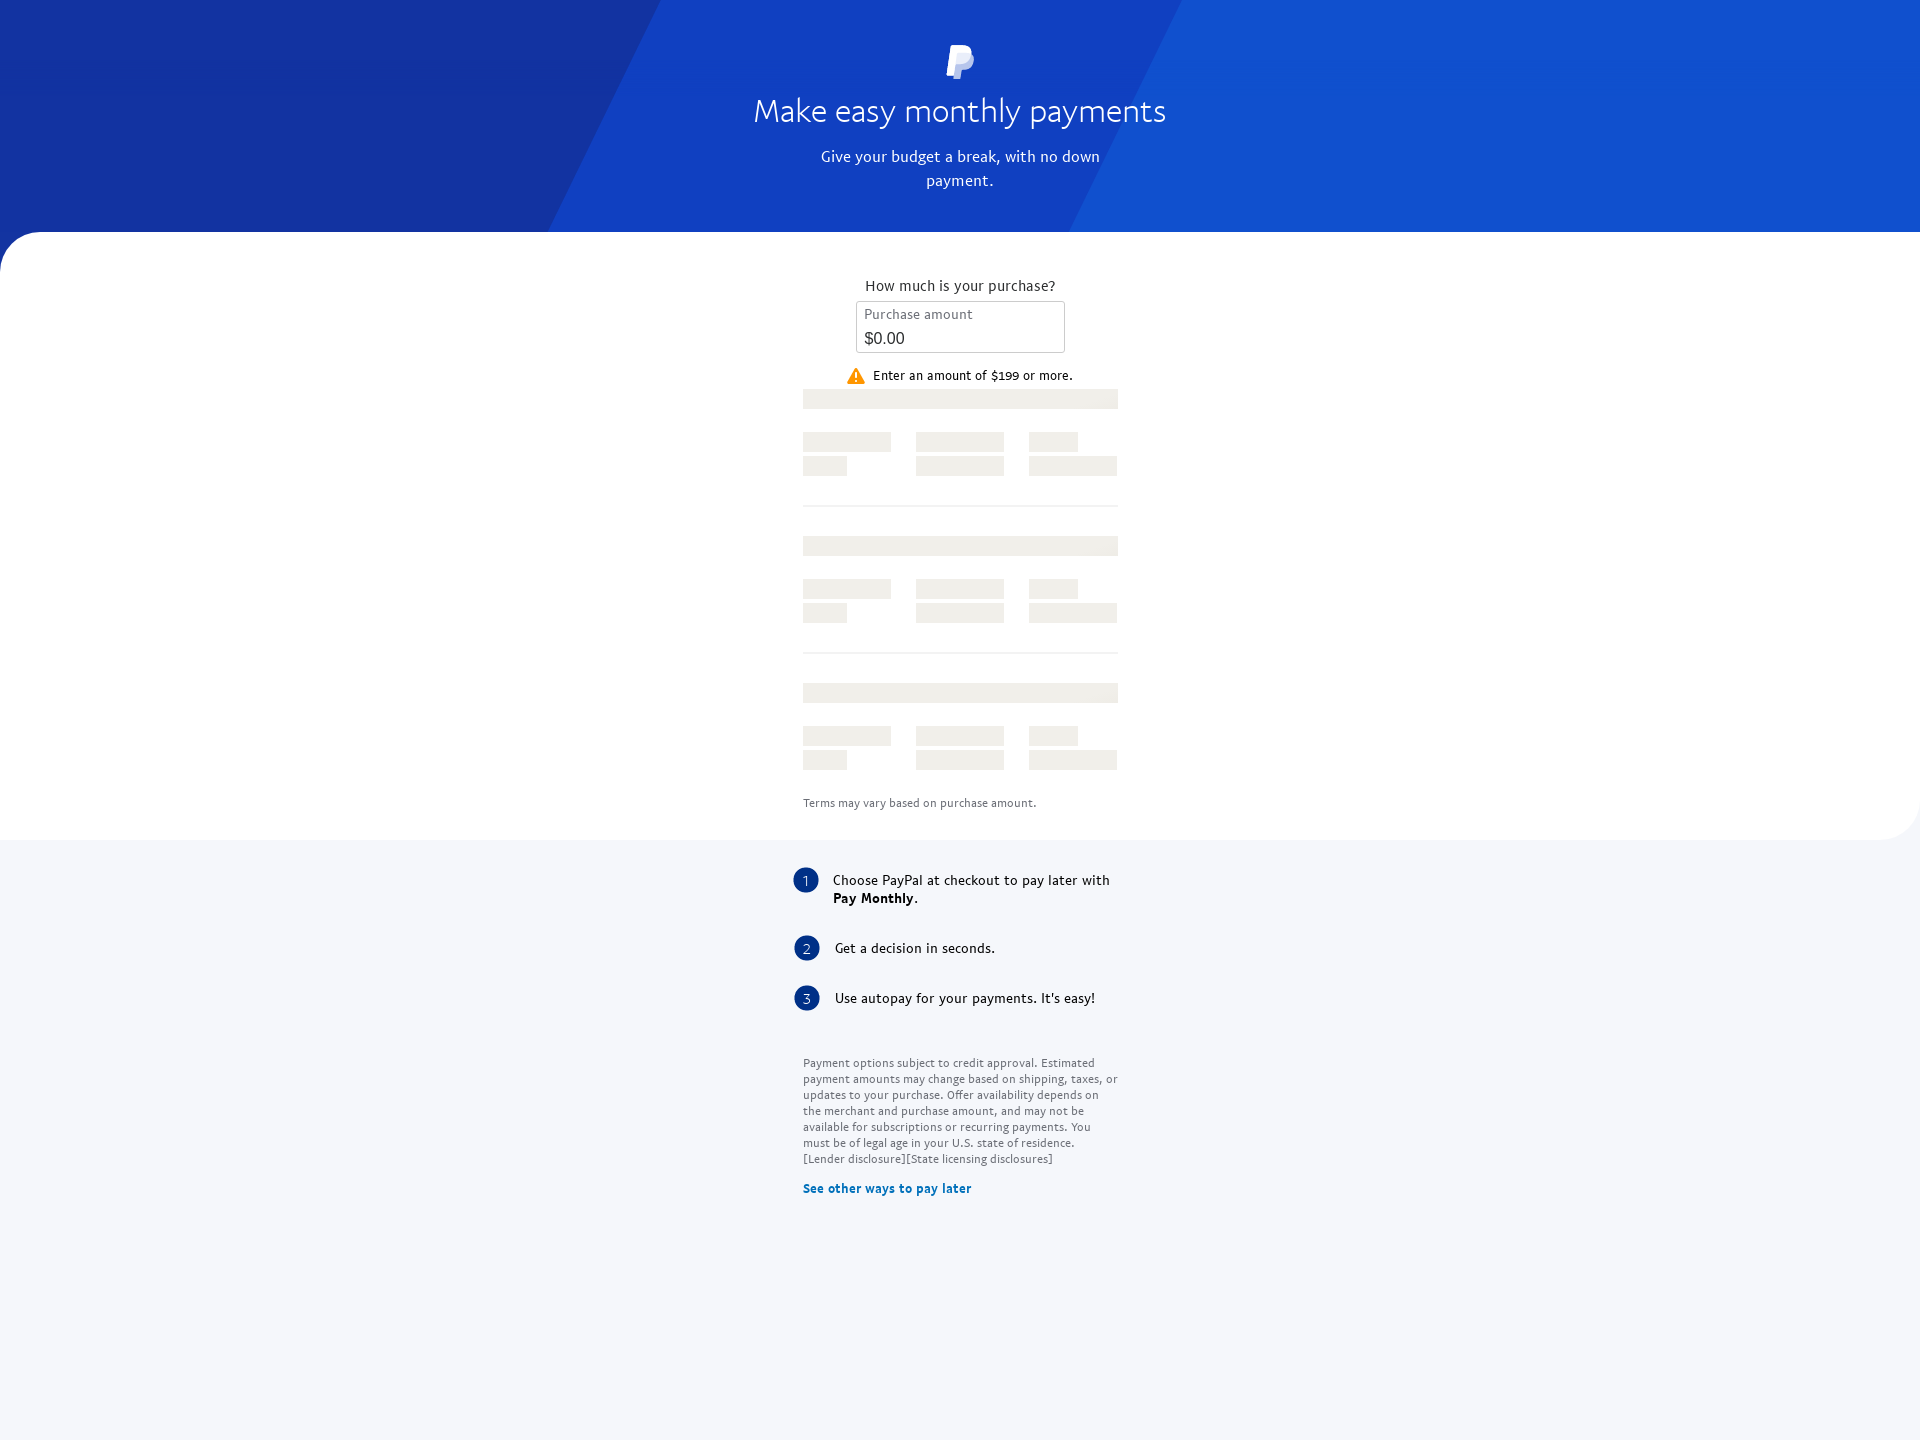 Make easy monthly payments
Give your budget a break, with no down
payment.
How much is your purchase?
Purchase amount
$0.00
Enter an amount of $199 or more.
Terms may vary based on purchase amount.
1 Choose PayPal at checkout to pay later with
Pay Monthly.
2 Get a decision in seconds.
3 Use autopay for your payments. It's easy!
Payment options subject to credit approval. Estimated
payment amounts may change based on shipping, taxes, or
updates to your purchase. Offer availability depends on
the merchant and purchase amount, and may not be
available for subscriptions or recurring payments. You
must be of legal age in your U.S. state of residence.
[Lender disclosure][State licensing disclosures]
See other ways to pay later